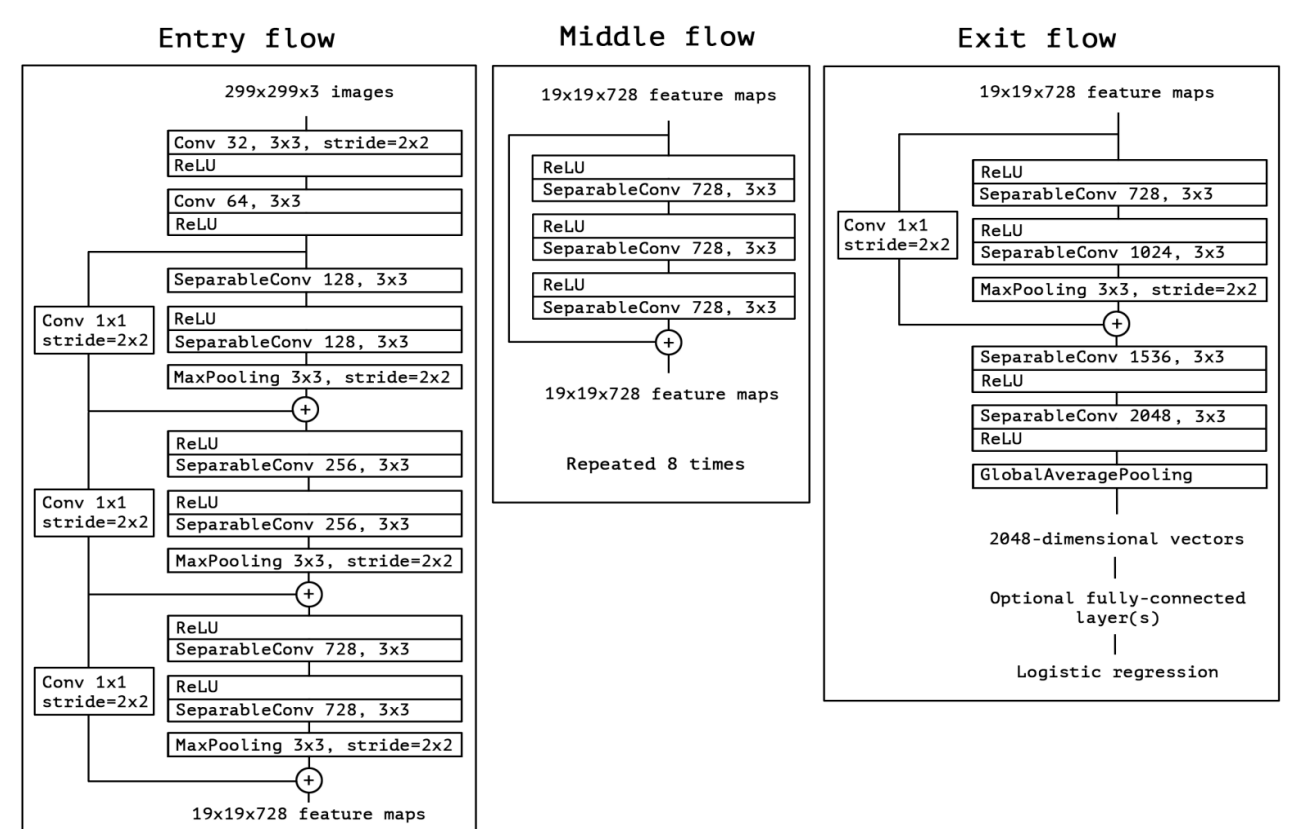 Entry flow
299x299x3 images
Conv 32, 3x3, stride=2x2
ReLU
Conv 64, 3x3
ReLU
SeparableConv 128, 3x3
Conv 1x1
stride=2x2
ReLU
SeparableConv 128, 3x3
MaxPooling 3x3, stride=2x2
+
ReLU
SeparableConv 256, 3x3
Conv 1x1
stride=2x2
ReLU
SeparableConv 256, 3x3
MaxPooling 3x3, stride=2x2
+
ReLU
SeparableConv 728, 3x3
Conv 1x1
stride=2x2
ReLU
SeparableConv 728, 3x3
MaxPooling 3x3, stride=2x2
+
19x19x728 feature maps
Middle flow
19x19x728 feature maps
ReLU
SeparableConv 728, 3x3
ReLU
SeparableConv 728, 3x3
ReLU
SeparableConv 728, 3x3
+
19x19x728 feature maps
Repeated 8 times
Exit flow
19x19x728 feature maps
ReLU
SeparableConv 728, 3x3
Conv 1x1
stride=2x2
ReLU
SeparableConv 1024, 3x3
MaxPooling 3x3, stride=2x2
+
SeparableConv 1536, 3x3
ReLU
SeparableConv 2048, 3x3
ReLU
GlobalAveragePooling
2048-dimensional vectors
Optional fully-connected
layer(s)
Logistic regression